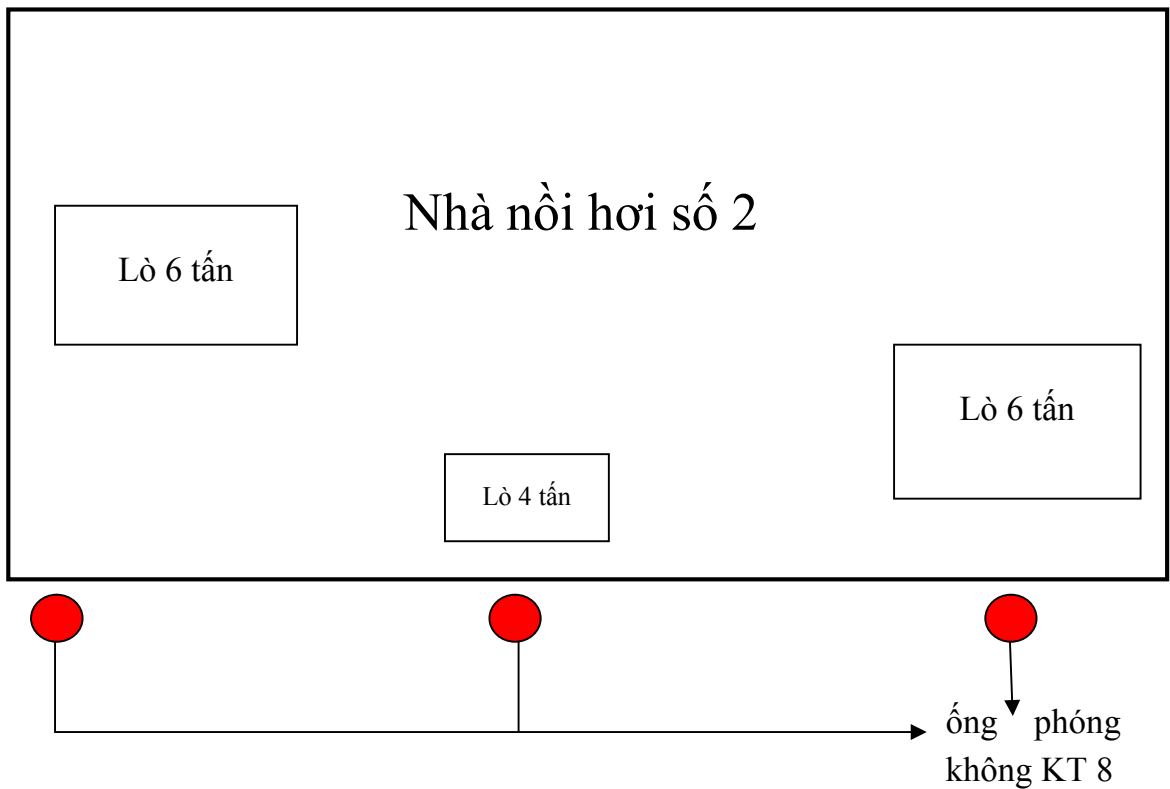 Nhà nồi hơi số 2
Lò 6 tấn
Lò 6 tấn
Lò 4 tấn
ống phóng
không KT 8